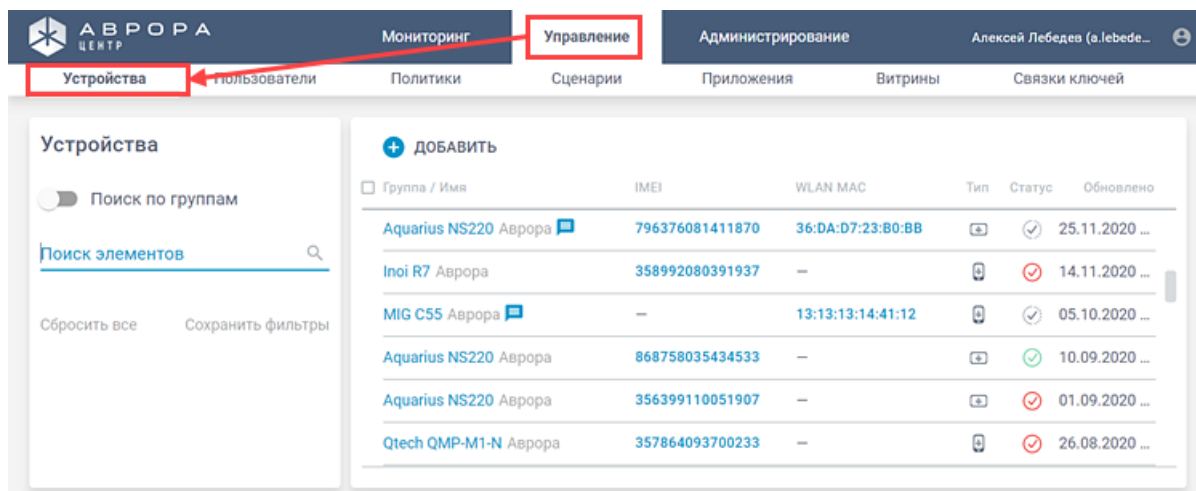 АВРОРА
ЦЕНТР
Мониторинг Управление Администрирование Алексей Лебедев (a.lebede...
Устройства Пользователи Политики Сценарии Приложения Витрины Связки ключей
Устройства
Поиск по группам
Поиск элементов
Сбросить все Сохранить фильтры
ДОБАВИТЬ
Группа / Имя IMEI WLAN MAC Тип Статус Обновлено
Aquarius NS220 Аврора 796376081411870 36:DA:D7:23:B0:BB 25.11.2020 ...
Inoi R7 Аврора 358992080391937 — 14.11.2020 ...
MIG C55 Аврора — 13:13:13:14:41:12 05.10.2020 ...
Aquarius NS220 Аврора 868758035434533 — 10.09.2020 ...
Aquarius NS220 Аврора 356399110051907 — 01.09.2020 ...
Qtech QMP-M1-N Аврора 357864093700233 — 26.08.2020 ...